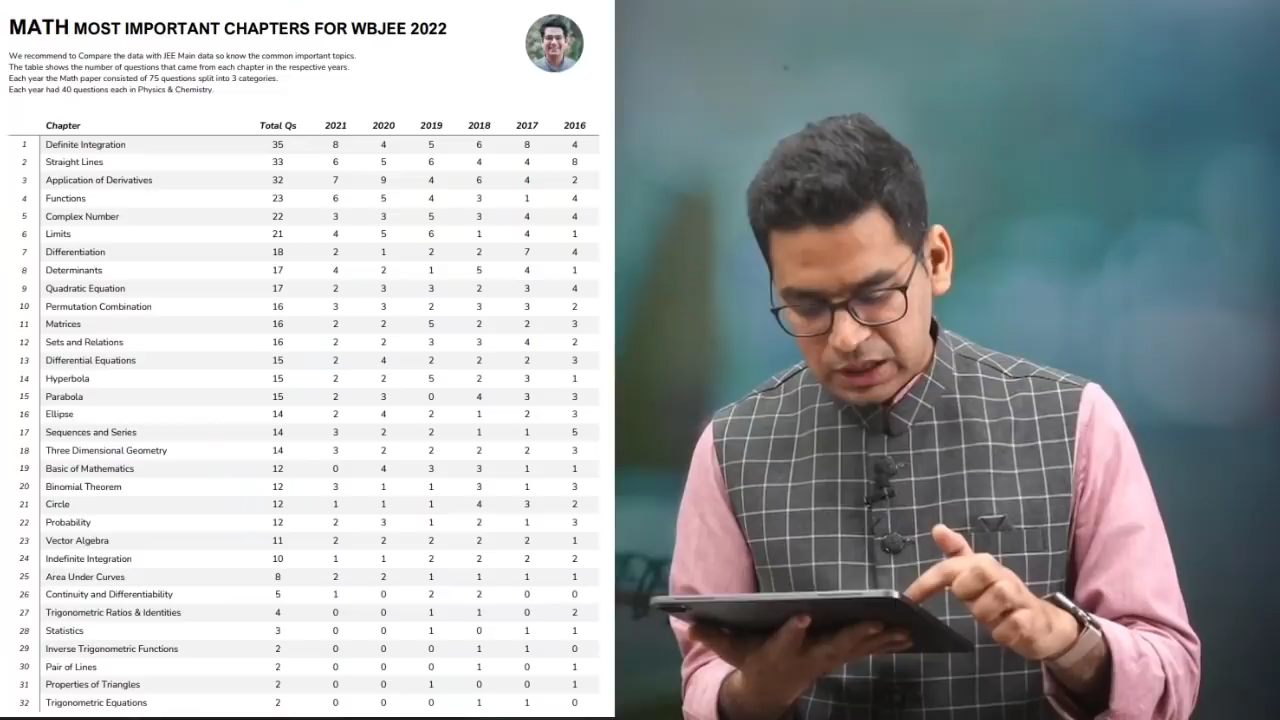 MATH MOST IMPORTANT CHAPTERS FOR WBJEE 2022
We recommend to Compare the data with JEE Main data so know the common important topics.
The table shows the number of questions that came from each chapter in the respective years.
Each year the Math paper consisted of 75 questions split into 3 categories.
Each year had 40 questions each in Physics & Chemistry.
Chapter Total Qs 2021 2020 2019 2018 2017 2016
1 Definite Integration 35 8 4 5 6 8 4
2 Straight Lines 33 6 5 6 4 4 8
3 Application of Derivatives 32 7 9 4 6 4 2
4 Functions 23 6 5 4 3 1 4
5 Complex Number 22 3 3 5 3 4 4
6 Limits 21 4 5 6 1 4 1
7 Differentiation 18 2 1 2 2 7 4
8 Determinants 17 4 2 1 5 4 1
9 Quadratic Equation 17 2 3 3 2 3 4
10 Permutation Combination 16 3 3 2 3 3 2
11 Matrices 16 2 2 5 2 2 3
12 Sets and Relations 16 2 2 3 3 4 2
13 Differential Equations 15 2 4 2 2 2 3
14 Hyperbola 15 2 2 5 2 3 1
15 Parabola 15 2 3 0 4 3 3
16 Ellipse 14 2 4 2 1 2 3
17 Sequences and Series 14 3 2 2 1 1 5
18 Three Dimensional Geometry 14 3 2 2 2 2 3
19 Basic of Mathematics 12 0 4 3 3 1 1
20 Binomial Theorem 12 3 1 1 3 1 3
21 Circle 12 1 1 1 4 3 2
22 Probability 12 2 3 1 2 1 3
23 Vector Algebra 11 2 2 2 2 2 1
24 Indefinite Integration 10 1 1 2 2 2 2
25 Area Under Curves 8 2 2 1 1 1 1
26 Continuity and Differentiability 5 1 0 2 2 0 0
27 Trigonometric Ratios & Identities 4 0 0 1 1 0 2
28 Statistics 3 0 0 1 0 1 1
29 Inverse Trigonometric Functions 2 0 0 0 1 1 0
30 Pair of Lines 2 0 0 0 1 0 1
31 Properties of Triangles 2 0 0 1 0 0 1
32 Trigonometric Equations 2 0 0 0 1 1 0